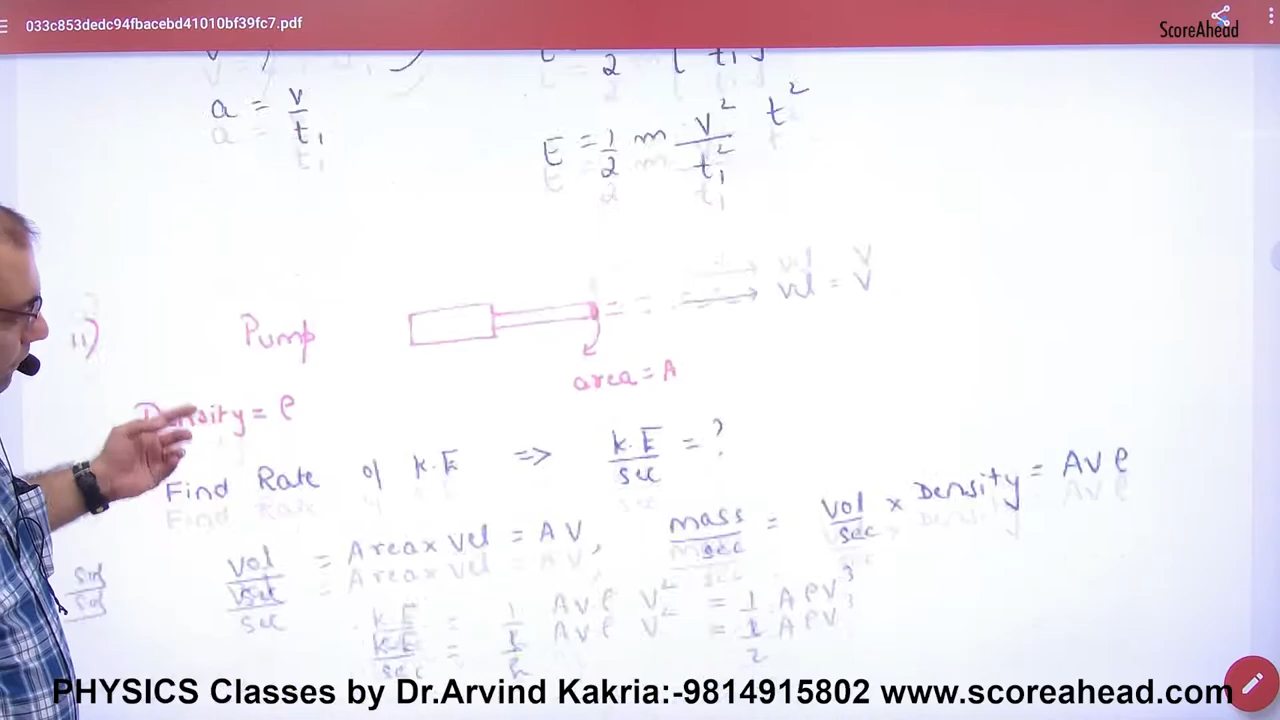 033c853dedc94fbacebd41010bf39fc7.pdf
ScoreAhead
a = v/t₁
E = 1/2 m v²/t₁² t²
ii) Pump
vel = V
area = A
Density = ρ
Find Rate of K.E => K.E/sec = ?
Sol
vol/sec = Area x vel = AV, mass/sec = vol/sec x Density = AVρ
K.E/sec = 1/2 AVρ V² = 1/2 AρV³
PHYSICS Classes by Dr.Arvind Kakria:-9814915802 www.scoreahead.com